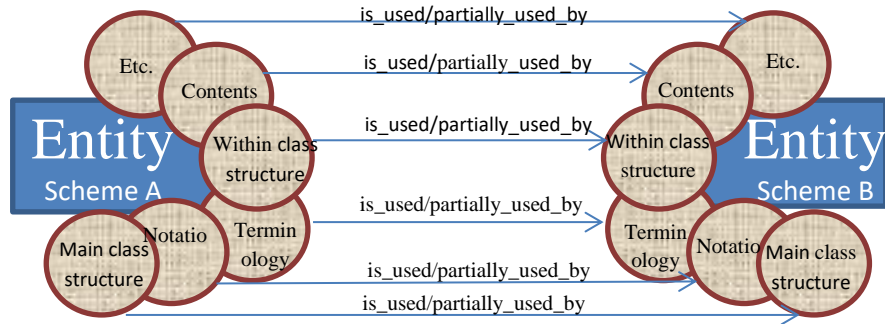 is_used/partially_used_by
Etc.
Etc.
is_used/partially_used_by
Contents
Contents
is_used/partially_used_by
Entity
Scheme A
Within class
structure
Within class
structure
Entity
Scheme B
is_used/partially_used_by
Termin
ology
Termin
ology
Notatio
Notatio
Main class
structure
Main class
structure
is_used/partially_used_by
is_used/partially_used_by